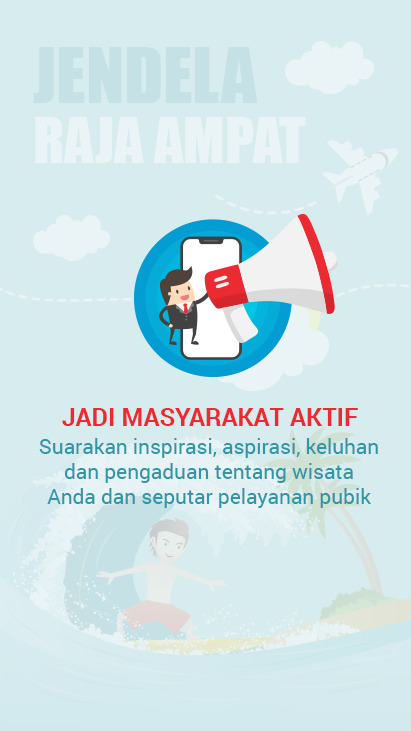 JENDELA
RAJA AMPAT
JADI MASYARAKAT AKTIF
Suarakan inspirasi, aspirasi, keluhan
dan pengaduan tentang wisata
Anda dan seputar pelayanan pubik